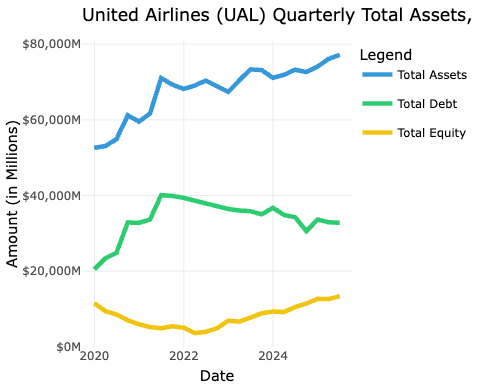 United Airlines (UAL) Quarterly Total Assets,
Legend
Total Assets
Total Debt
Total Equity
Amount (in Millions)
$80,000M
$60,000M
$40,000M
$20,000M
$0M
2020
2022
2024
Date